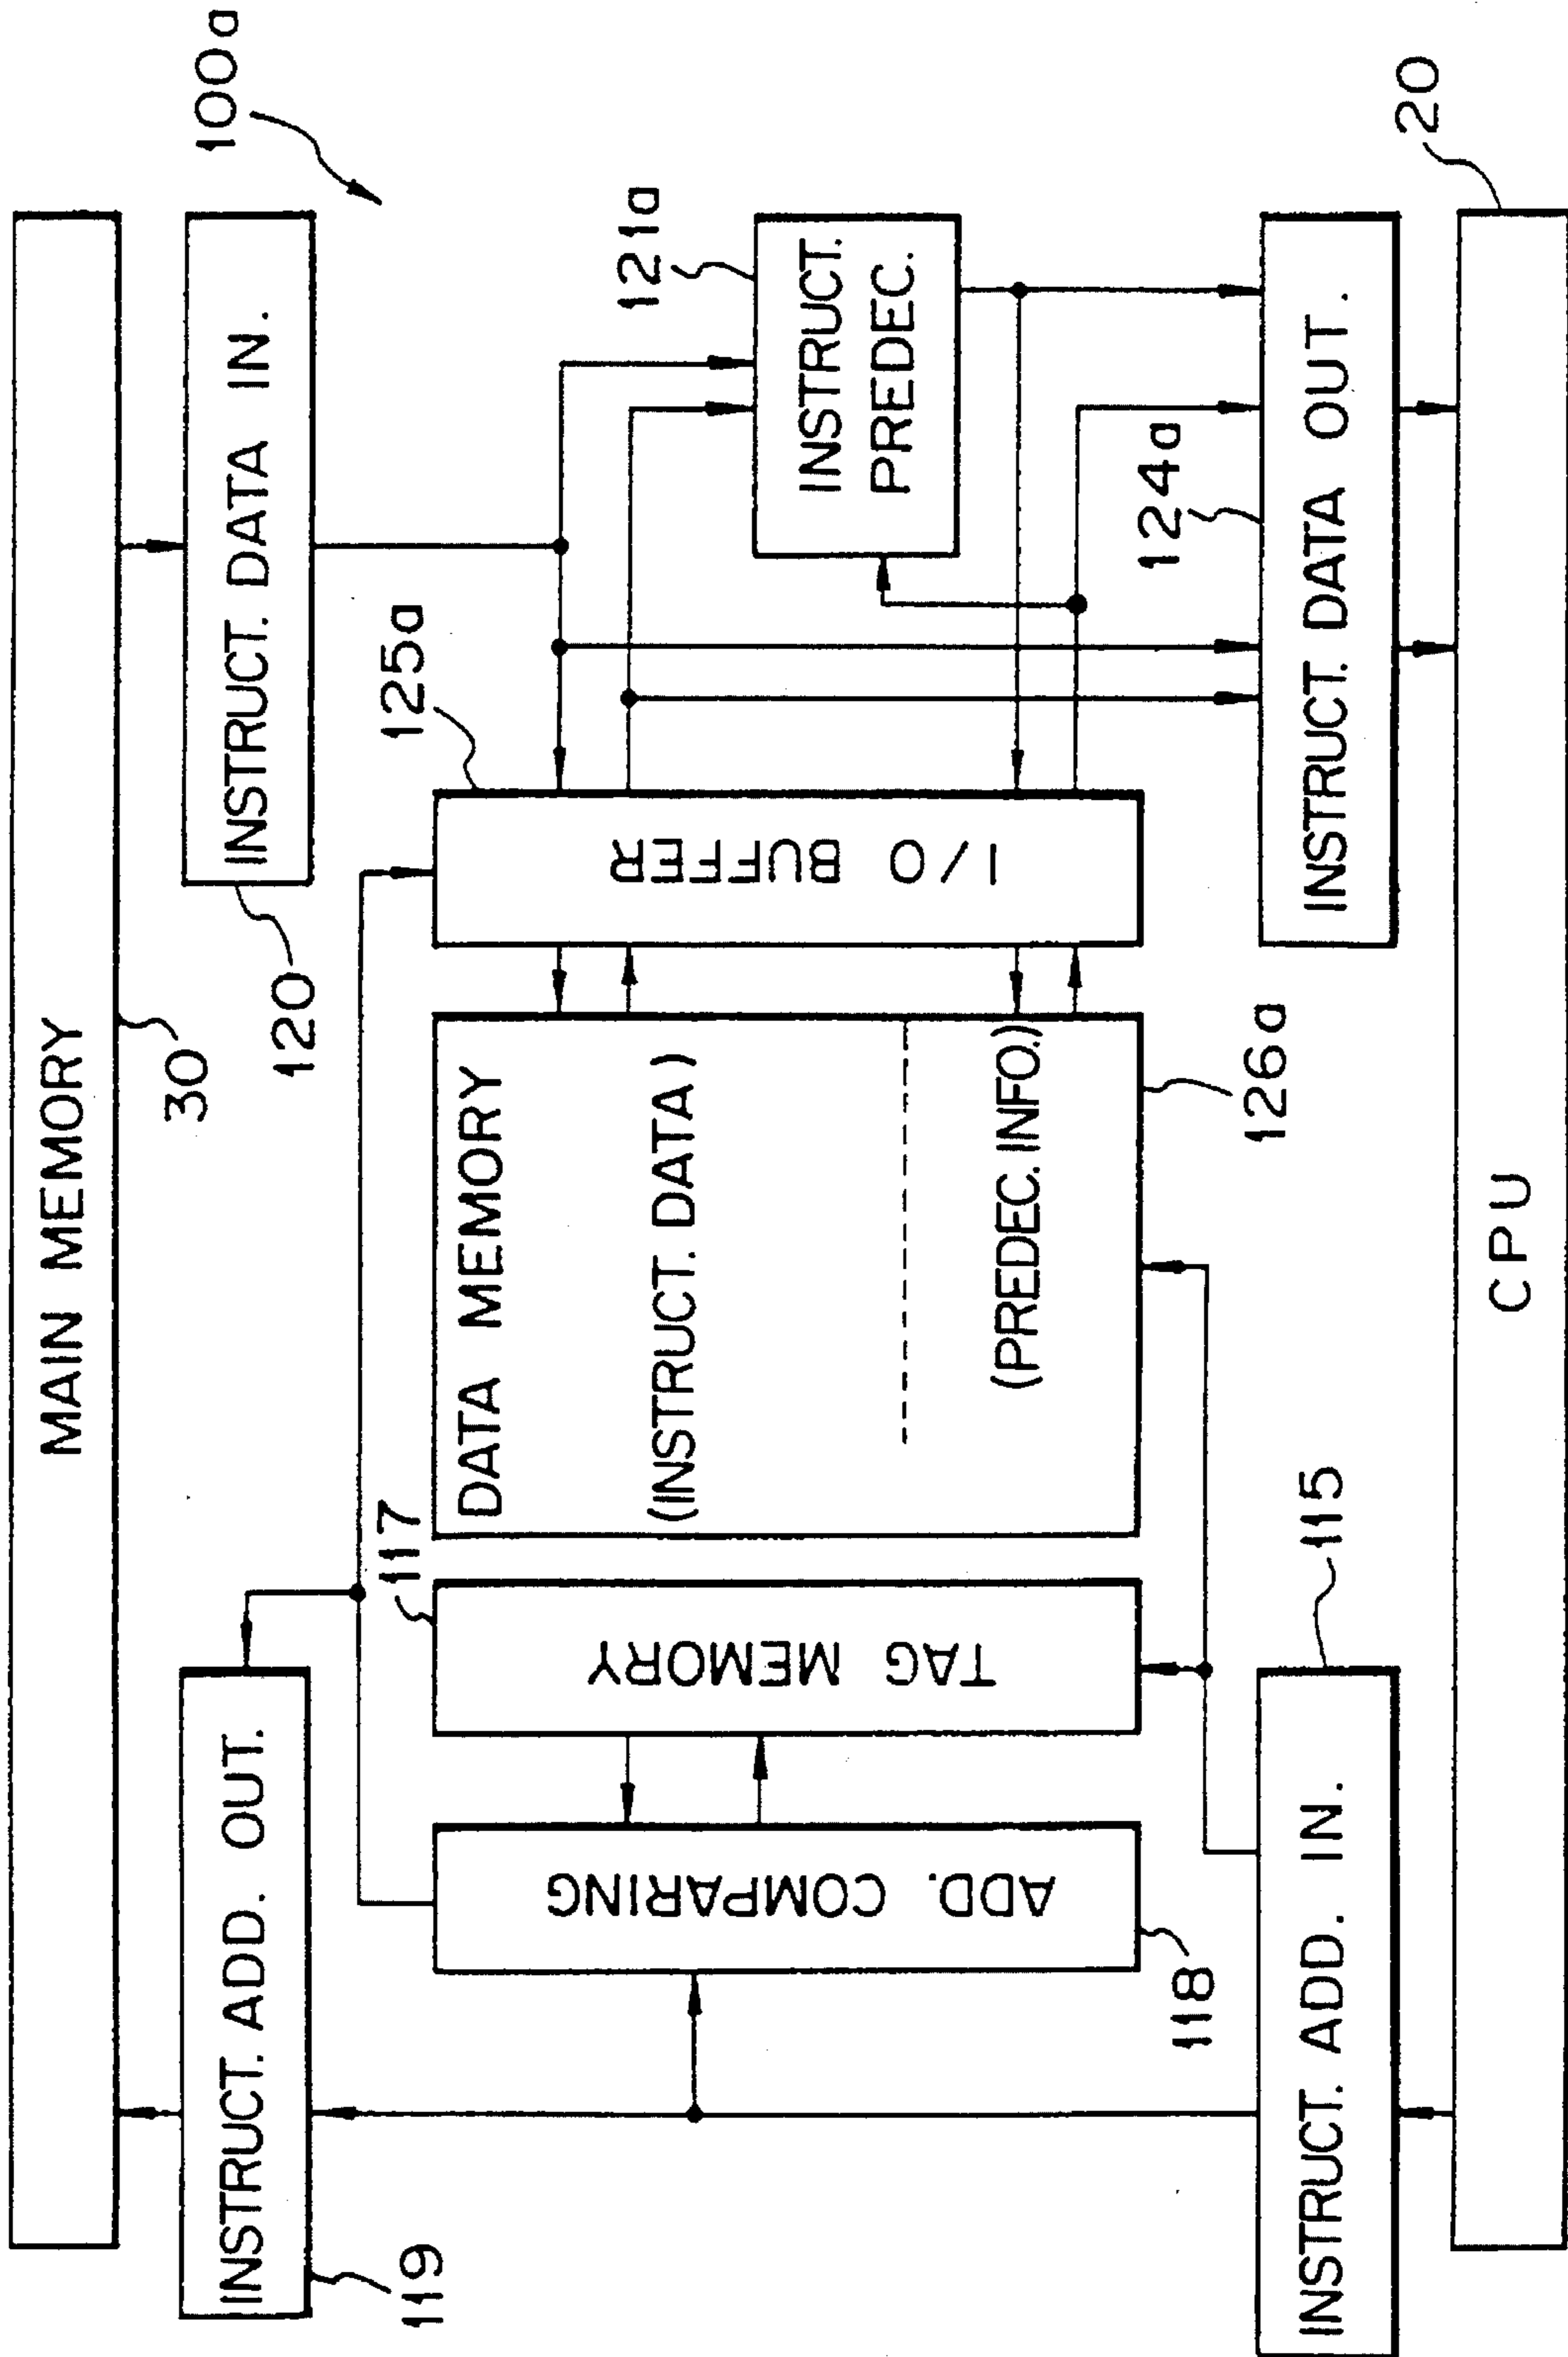 MAIN MEMORY
30
100a
INSTRUCT. ADD. OUT.
119
INSTRUCT. DATA IN.
120
ADD. COMPARING
118
TAG MEMORY
117
DATA MEMORY
(INSTRUCT. DATA)
(PREDEC. INFO.)
126a
I/O BUFFER
125a
INSTRUCT.
PREDEC.
121a
INSTRUCT. ADD. IN.
115
INSTRUCT. DATA OUT.
124a
CPU
20